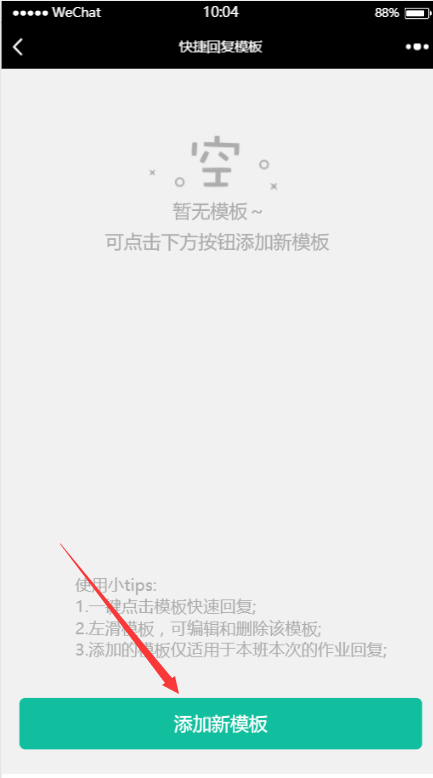 WeChat
10:04
88%
快捷回复模板
空
暂无模板～
可点击下方按钮添加新模板
使用小tips:
1.一键点击模板快速回复;
2.左滑模板，可编辑和删除该模板;
3.添加的模板仅适用于本班本次的作业回复;
添加新模板